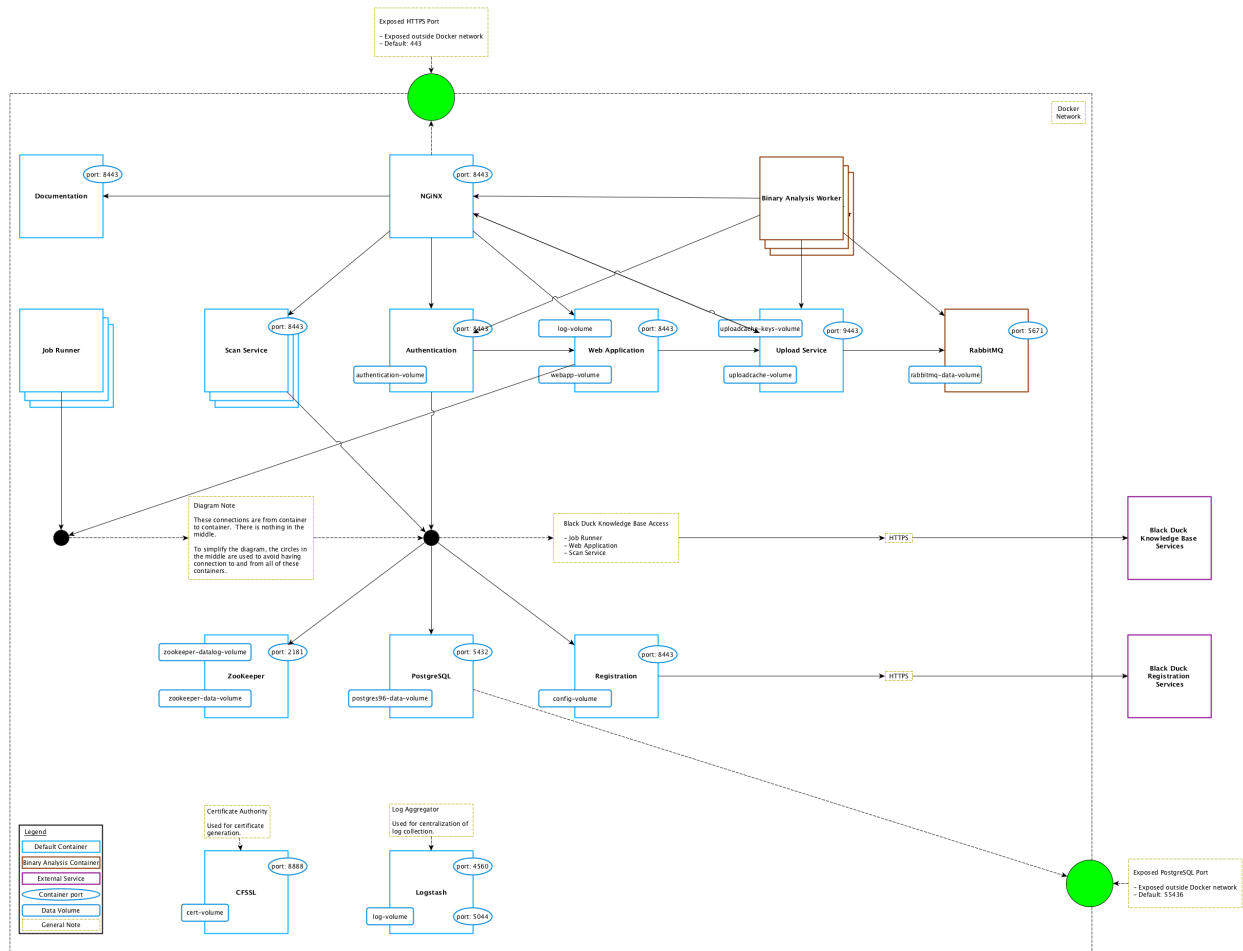 Exposed HTTPS Port
- Exposed outside Docker network
- Default: 443
Docker
Network
port: 8443
Documentation
port: 8443
NGiNX
Binary Analysis Worker
Job Runner
port: 8443
Scan Service
port: 8443
Authentication
authentication-volume
log-volume
port: 8443
Web Application
webapp-volume
uploadcache-keys-volume
port: 9443
Upload Service
uploadcache-volume
port: 5671
RabbitMQ
rabbitmq-data-volume
Diagram Note
These connections are from container
to container. There is nothing in the
middle.
To simplify the diagram, the circles in
the middle are used to avoid having
connection to and from all of these
containers.
Black Duck Knowledge Base Access
- Job Runner
- Web Application
- Scan Service
HTTPS
Black Duck
Knowledge Base
Services
zookeeper-datalog-volume
port: 2181
ZooKeeper
zookeeper-data-volume
port: 5432
PostgreSQL
postgres96-data-volume
port: 8443
Registration
config-volume
HTTPS
Black Duck
Registration
Services
Certificate Authority
Used for certificate
generation.
port: 8888
CFSSL
cert-volume
Log Aggregator
Used for centralization of
log collection.
port: 4560
Logstash
log-volume
port: 5044
Exposed PostgreSQL Port
- Exposed outside Docker network
- Default: 55436
Legend
Default Container
Binary Analysis Container
External Service
Container port
Data Volume
General Note